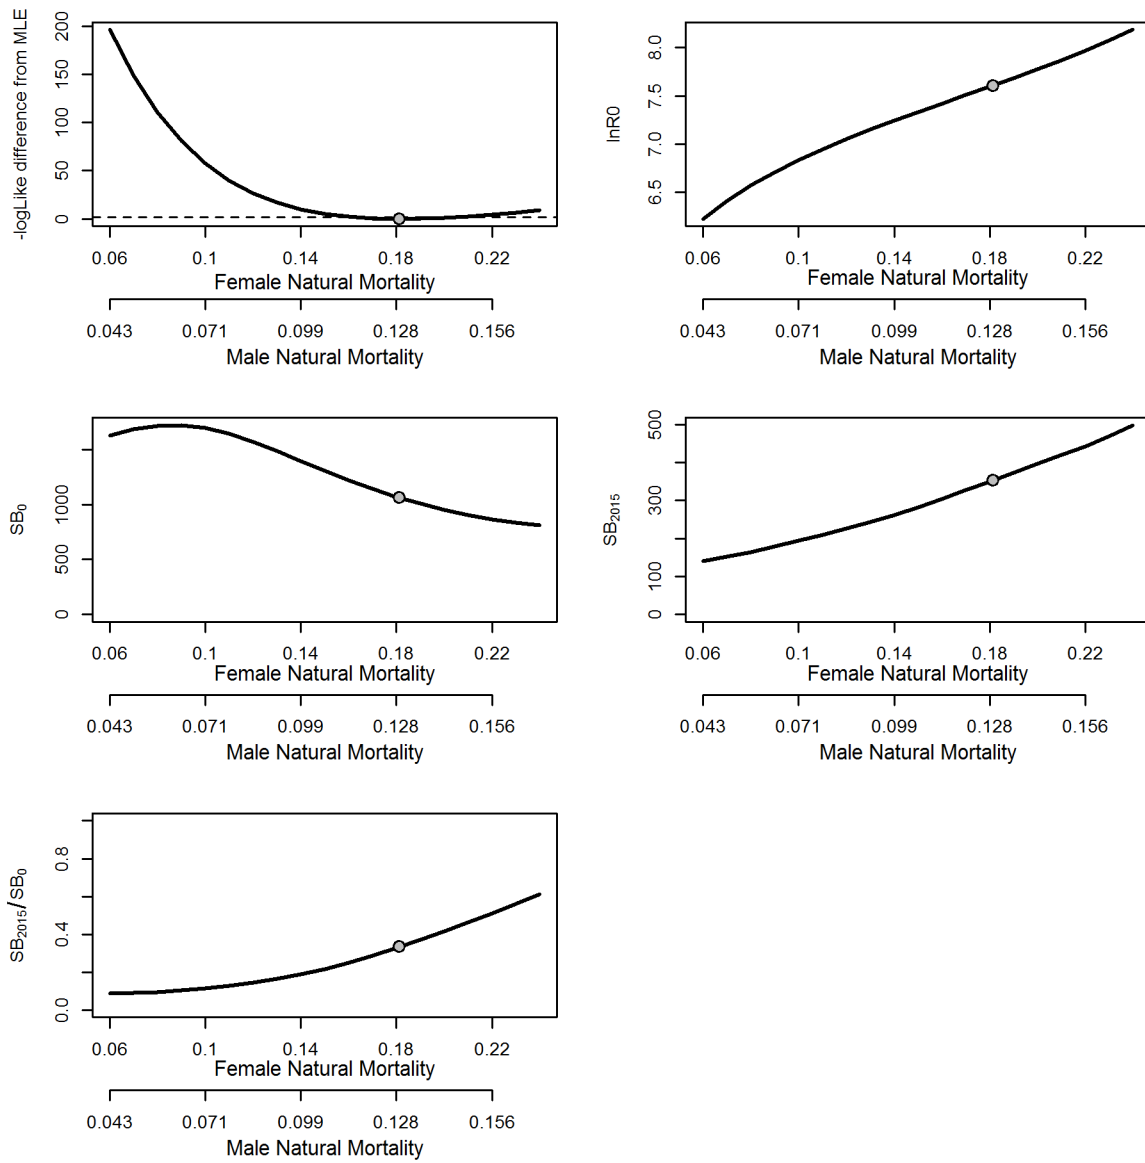 -logLike difference from MLE
200
150
100
50
0
0.06 0.1 0.14 0.18 0.22
Female Natural Mortality
0.043 0.071 0.099 0.128 0.156
Male Natural Mortality
lnR0
8.0
7.5
7.0
6.5
0.06 0.1 0.14 0.18 0.22
Female Natural Mortality
0.043 0.071 0.099 0.128 0.156
Male Natural Mortality
SB₀
1000
500
0
0.06 0.1 0.14 0.18 0.22
Female Natural Mortality
0.043 0.071 0.099 0.128 0.156
Male Natural Mortality
SB₂₀₁₅
500
300
100
0
0.06 0.1 0.14 0.18 0.22
Female Natural Mortality
0.043 0.071 0.099 0.128 0.156
Male Natural Mortality
SB₂₀₁₅/SB₀
0.8
0.4
0.0
0.06 0.1 0.14 0.18 0.22
Female Natural Mortality
0.043 0.071 0.099 0.128 0.156
Male Natural Mortality